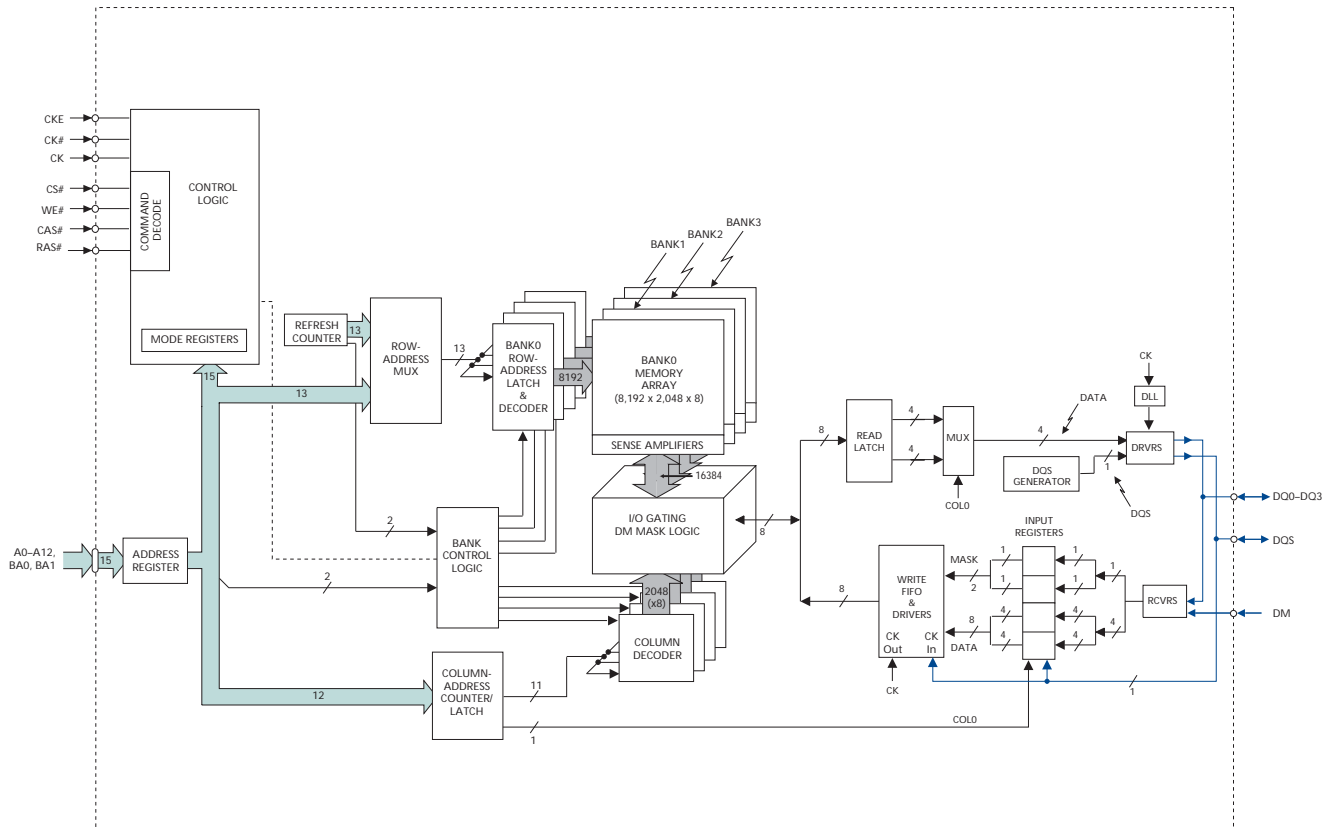 CKE
CK#
CK
CS#
WE#
CAS#
RAS#
COMMAND
DECODE
CONTROL
LOGIC
MODE REGISTERS
15
REFRESH
COUNTER
13
13
ROW-
ADDRESS
MUX
13
BANK0
ROW-
ADDRESS
LATCH
&
DECODER
8192
BANK1
BANK2
BANK3
BANK0
MEMORY
ARRAY
(8,192 x 2,048 x 8)
SENSE AMPLIFIERS
16384
I/O GATING
DM MASK LOGIC
2048
(x8)
COLUMN
DECODER
A0–A12,
BA0, BA1
15
ADDRESS
REGISTER
2
2
BANK
CONTROL
LOGIC
12
COLUMN-
ADDRESS
COUNTER/
LATCH
11
1
COL0
8
8
READ
LATCH
4
4
MUX
COL0
4
DATA
DQS
GENERATOR
1
DQS
CK
DLL
DRVRS
DQ0–DQ3
DQS
DM
8
WRITE
FIFO
&
DRIVERS
CK
Out
CK
In
CK
MASK
2
8
DATA
INPUT
REGISTERS
1
1
4
4
1
1
4
4
1
4
RCVRS
1